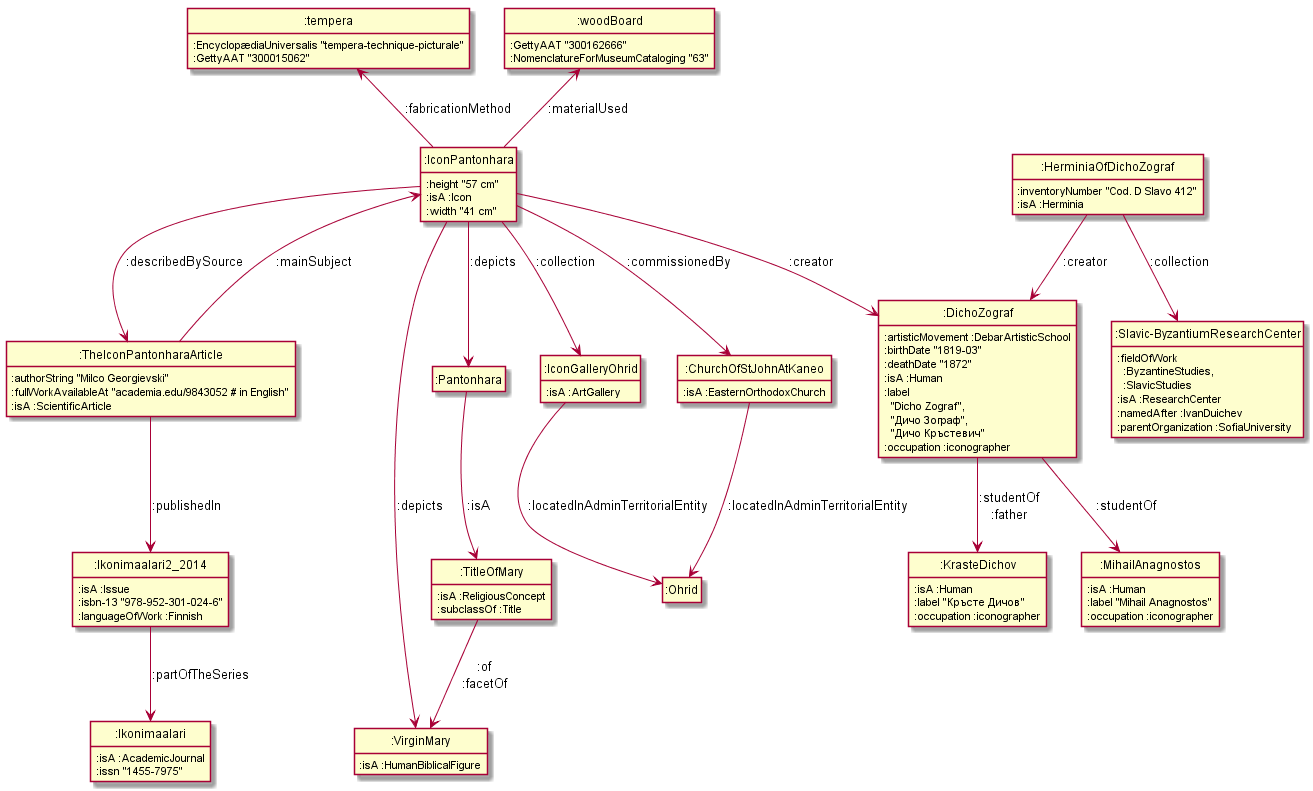 :tempera
:EncyclopædiaUniversalis "tempera-technique-picturale"
:GettyAAT "300015062"
:woodBoard
:GettyAAT "300162666"
:NomenclatureForMuseumCataloging "63"
:fabricationMethod
:materialUsed
:IconPantonhara
:height "57 cm"
:isA :Icon
:width "41 cm"
:HerminiaOfDichoZograf
:inventoryNumber "Cod. D Slavo 412"
:isA :Herminia
:describedBySource
:mainSubject
:depicts
:collection
:commissionedBy
:creator
:creator
:collection
:TheIconPantonharaArticle
:authorString "Milco Georgievski"
:fullWorkAvailableAt "academia.edu/9843052 # in English"
:isA :ScientificArticle
:Pantonhara
:IconGalleryOhrid
:isA :ArtGallery
:ChurchOfStJohnAtKaneo
:isA :EasternOrthodoxChurch
:DichoZograf
:artisticMovement :DebarArtisticSchool
:birthDate "1819-03"
:deathDate "1872"
:isA :Human
:label
"Dicho Zograf",
"Дичо Зограф",
"Дичо Кръстевич"
:occupation :iconographer
:Slavic-ByzantiumResearchCenter
:fieldOfWork
:ByzantineStudies,
:SlavicStudies
:isA :ResearchCenter
:namedAfter :IvanDuichev
:parentOrganization :SofiaUniversity
:publishedIn
:depicts
:isA
:locatedInAdminTerritorialEntity
:locatedInAdminTerritorialEntity
:studentOf
:father
:studentOf
:Ikonimaalari2_2014
:isA :Issue
:isbn-13 "978-952-301-024-6"
:languageOfWork :Finnish
:TitleOfMary
:isA :ReligiousConcept
:subclassOf :Title
:Ohrid
:KrasteDichov
:isA :Human
:label "Кръсте Дичов"
:occupation :iconographer
:MihailAnagnostos
:isA :Human
:label "Mihail Anagnostos"
:occupation :iconographer
:partOfTheSeries
:of
:facetOf
:Ikonimaalari
:isA :AcademicJournal
:issn "1455-7975"
:VirginMary
:isA :HumanBiblicalFigure